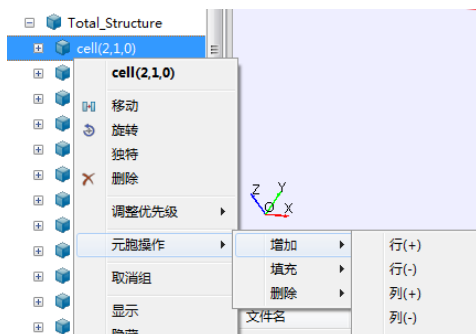 Total_Structure
cell(2,1,0)
cell(2,1,0)
移动
旋转
独特
删除
调整优先级
元胞操作
取消组
显示
隐藏
Z
Y
O
X
增加
填充
删除
文件名
行(+)
行(-)
列(+)
列(-)